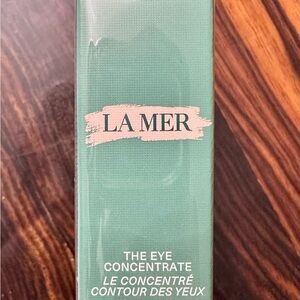 LA MER
THE EYE
CONCENTRATE
LE CONCENTRÉ
CONTOUR DES YEUX